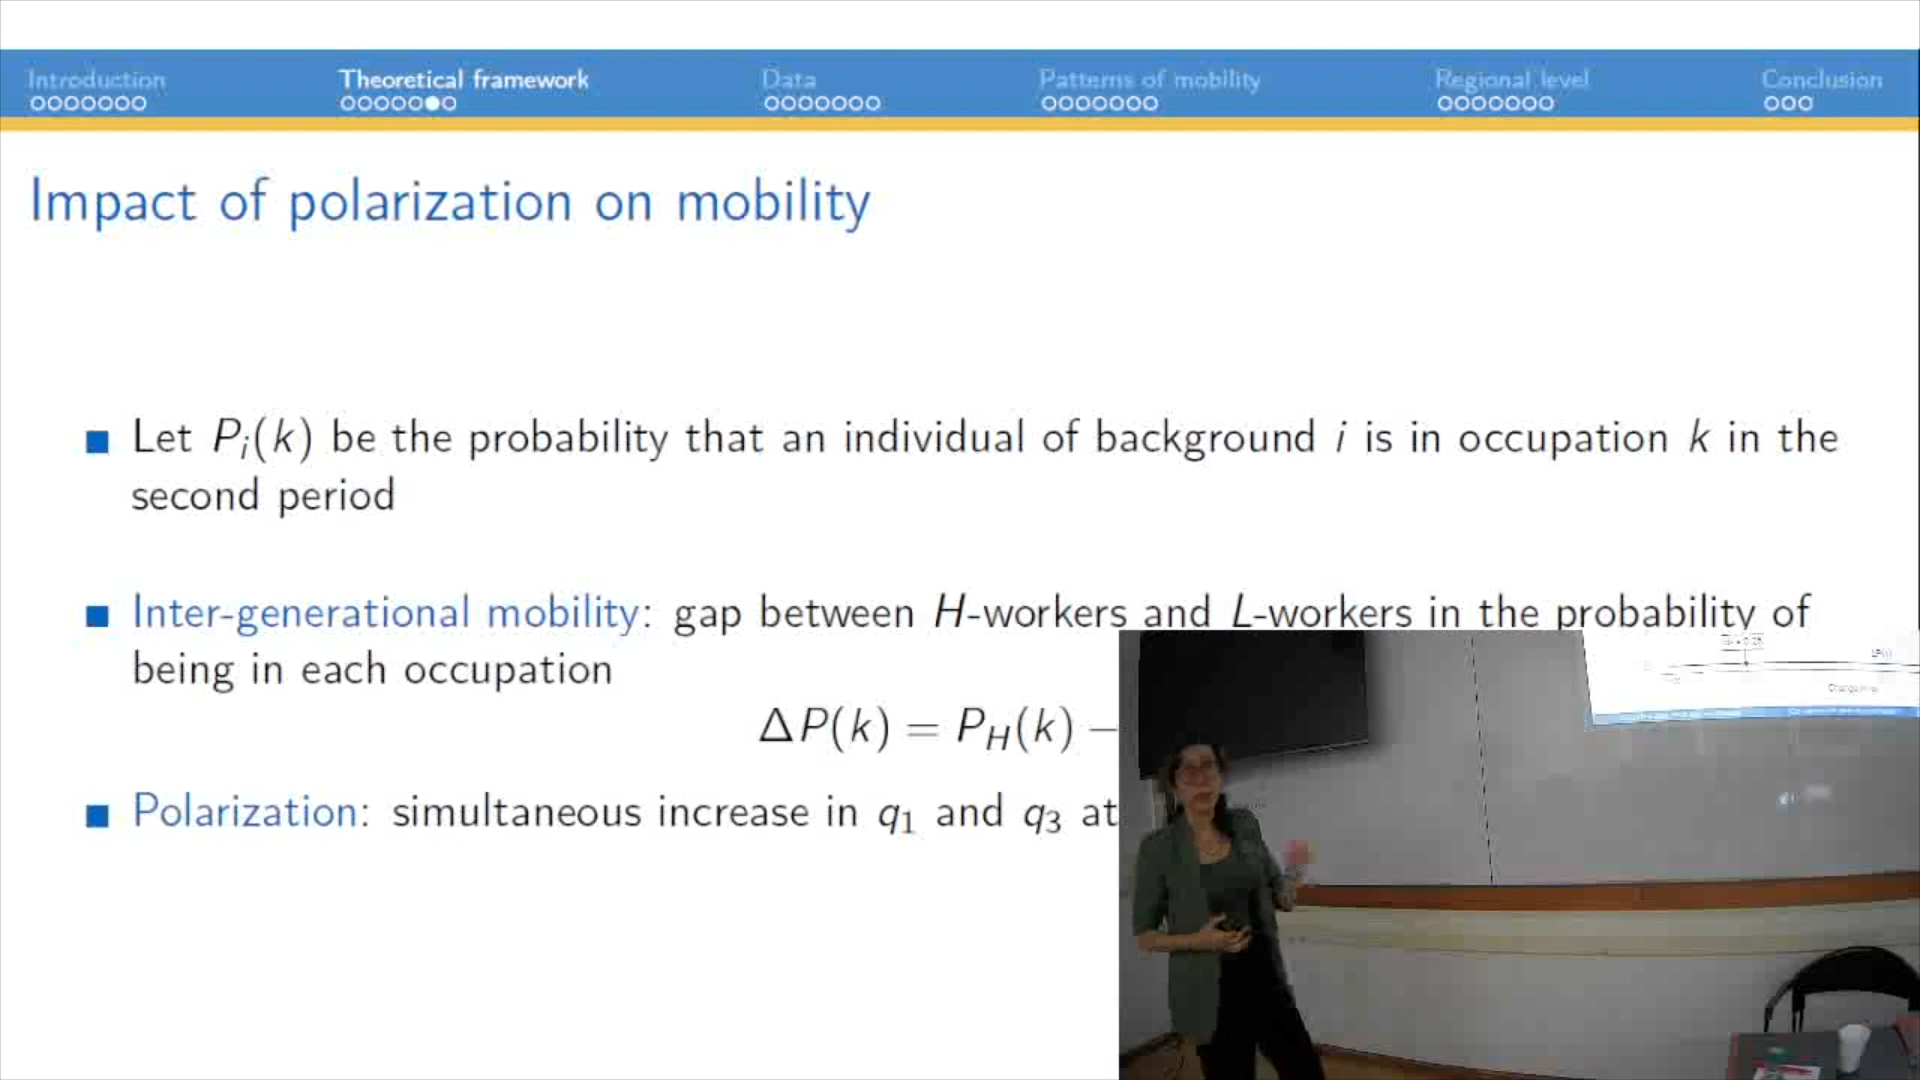 Introduction Theoretical framework Data Patterns of mobility Regional level Conclusion
Impact of polarization on mobility
Let P_i(k) be the probability that an individual of background i is in occupation k in the
second period
Inter-generational mobility: gap between H-workers and L-workers in the probability of
being in each occupation
ΔP(k) = P_H(k) −
Polarization: simultaneous increase in q_1 and q_3 at